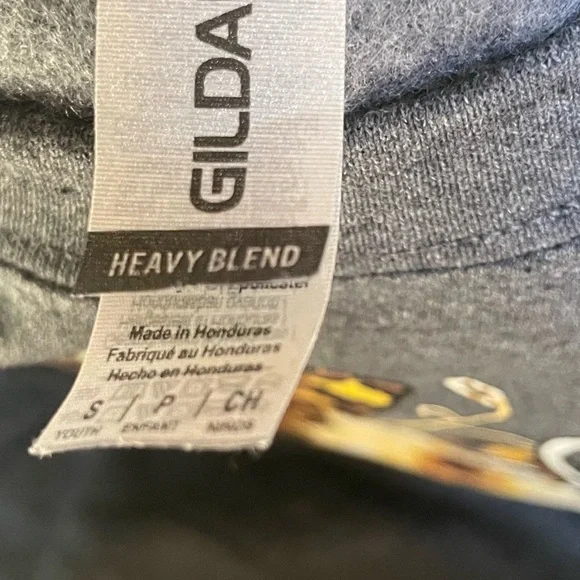 GILDA
HEAVY BLEND
Made in Honduras
Fabriqué au Honduras
Hecho en Honduras
S / P / CH
YOUTH ENFANT NIÑOS